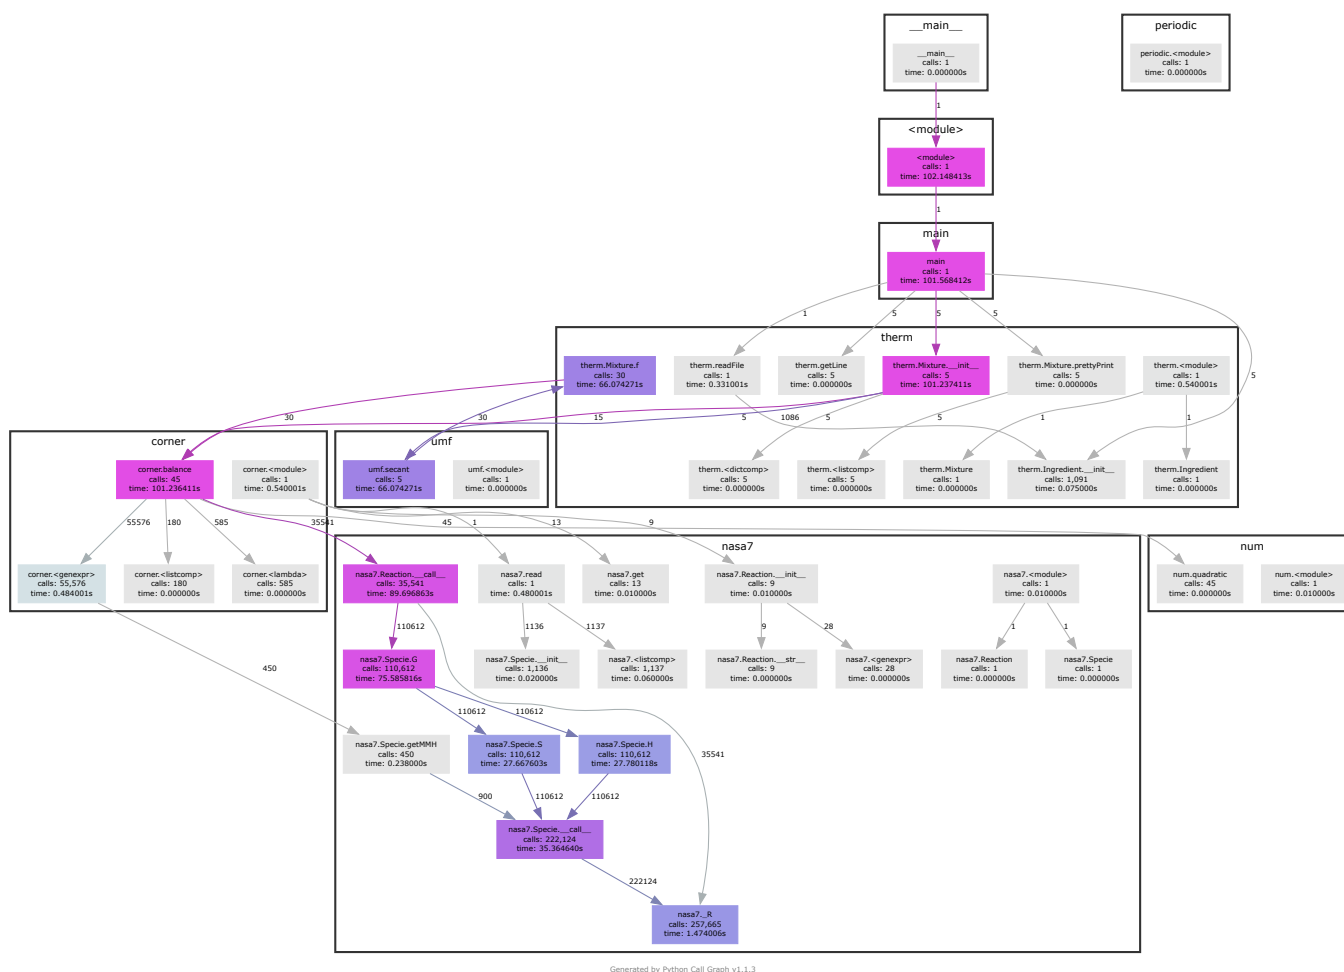 __main__
periodic
__main__
calls: 1
time: 0.000000s
periodic.<module>
calls: 1
time: 0.000000s
1
<module>
<module>
calls: 1
time: 102.148413s
1
main
main
calls: 1
time: 101.568412s
1
5
5
5
5
therm
therm.Mixture.f
calls: 30
time: 66.074271s
therm.readFile
calls: 1
time: 0.331001s
therm.getLine
calls: 5
time: 0.000000s
therm.Mixture.__init__
calls: 5
time: 101.237411s
therm.Mixture.prettyPrint
calls: 5
time: 0.000000s
therm.<module>
calls: 1
time: 0.540001s
30
30
15
5
1086
5
5
1
1
corner
umf
corner.balance
calls: 45
time: 101.236411s
corner.<module>
calls: 1
time: 0.540001s
umf.secant
calls: 5
time: 66.074271s
umf.<module>
calls: 1
time: 0.000000s
therm.<dictcomp>
calls: 5
time: 0.000000s
therm.<listcomp>
calls: 5
time: 0.000000s
therm.Mixture
calls: 1
time: 0.000000s
therm.Ingredient.__init__
calls: 1,091
time: 0.075000s
therm.Ingredient
calls: 1
time: 0.000000s
55576
180
585
35541
45
1
13
9
nasa7
num
corner.<genexpr>
calls: 55,576
time: 0.484001s
corner.<listcomp>
calls: 180
time: 0.000000s
corner.<lambda>
calls: 585
time: 0.000000s
nasa7.Reaction.__call__
calls: 35,541
time: 89.696863s
nasa7.read
calls: 1
time: 0.480001s
nasa7.get
calls: 13
time: 0.010000s
nasa7.Reaction.__init__
calls: 9
time: 0.010000s
nasa7.<module>
calls: 1
time: 0.010000s
num.quadratic
calls: 45
time: 0.000000s
num.<module>
calls: 1
time: 0.010000s
110612
1136
1137
9
28
1
1
450
nasa7.Specie.G
calls: 110,612
time: 75.585816s
nasa7.Specie.__init__
calls: 1,136
time: 0.020000s
nasa7.<listcomp>
calls: 1,137
time: 0.060000s
nasa7.Reaction.__str__
calls: 9
time: 0.000000s
nasa7.<genexpr>
calls: 28
time: 0.000000s
nasa7.Reaction
calls: 1
time: 0.000000s
nasa7.Specie
calls: 1
time: 0.000000s
110612
110612
nasa7.Specie.getMMH
calls: 450
time: 0.238000s
nasa7.Specie.S
calls: 110,612
time: 27.667603s
nasa7.Specie.H
calls: 110,612
time: 27.780118s
35541
900
110612
110612
nasa7.Specie.__call__
calls: 222,124
time: 35.364640s
222124
nasa7._R
calls: 257,665
time: 1.474006s
Generated by Python Call Graph v1.1.3